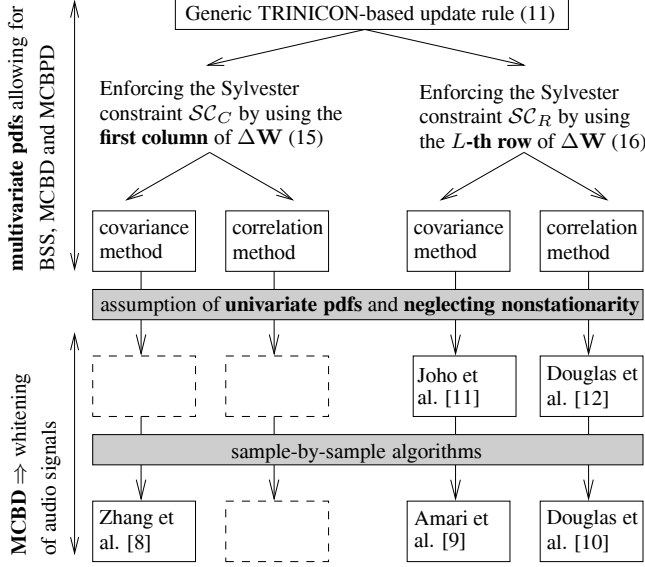 Generic TRINICON-based update rule (11)
Enforcing the Sylvester
constraint SC_C by using the
first column of ΔW (15)
Enforcing the Sylvester
constraint SC_R by using
the L-th row of ΔW (16)
multivariate pdfs allowing for
BSS, MCBD and MCBPD
covariance
method
correlation
method
covariance
method
correlation
method
assumption of univariate pdfs and neglecting nonstationarity
MCBD ⇒ whitening
of audio signals
Joho et
al. [11]
Douglas et
al. [12]
sample-by-sample algorithms
Zhang et
al. [8]
Amari et
al. [9]
Douglas et
al. [10]